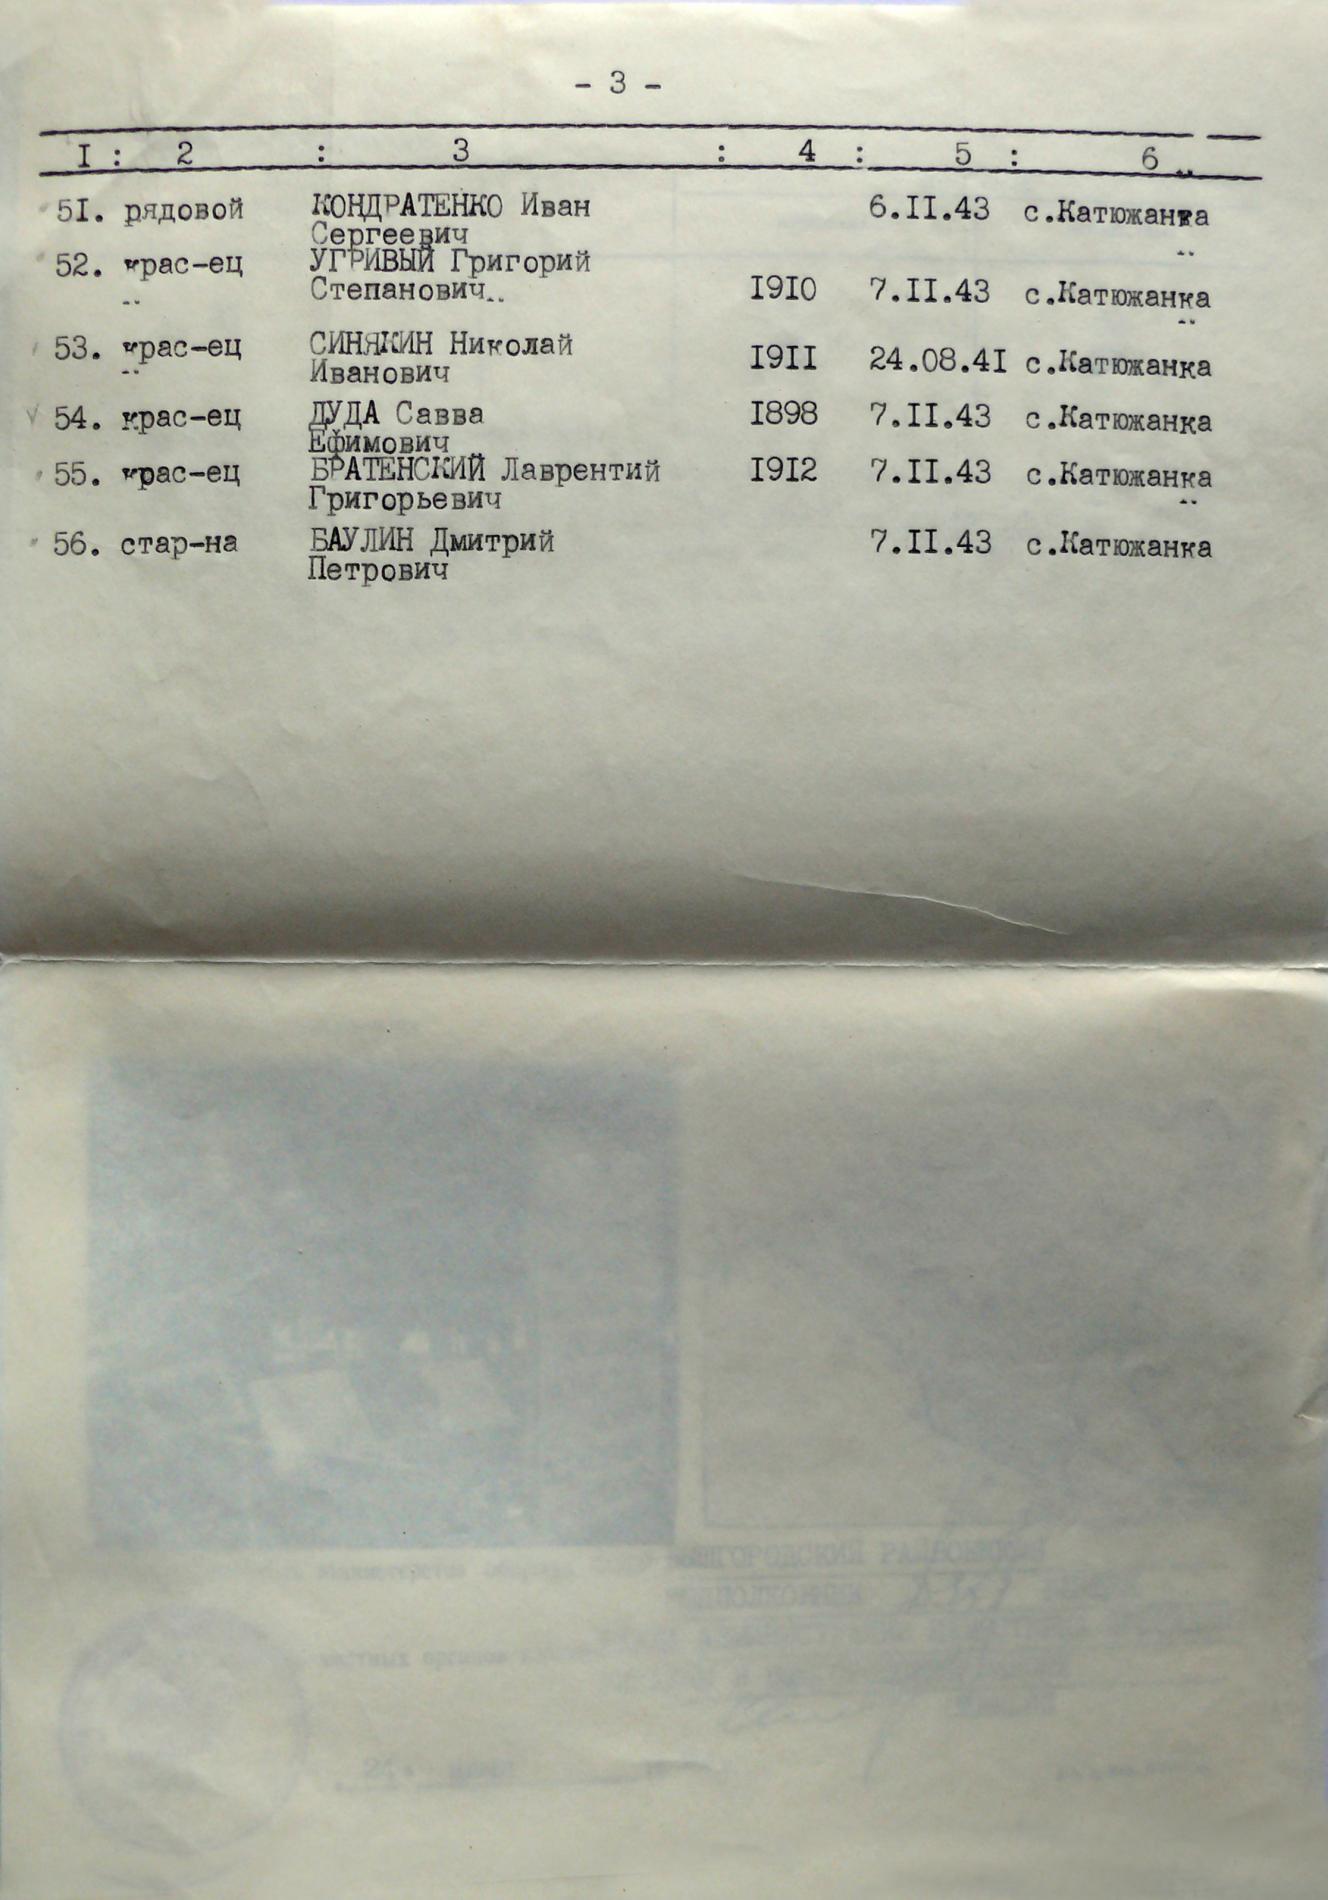 - 3 -
I : 2 : 3 : 4 : 5 : 6
5I. рядовой КОНДРАТЕНКО Иван 6.II.43 с.Катюжанка
Сергеевич
52. крас-ец УГРИВЫЙ Григорий
Степанович I9I0 7.II.43 с.Катюжанка
53. крас-ец СИНЯКИН Николай I9II 24.08.4I с.Катюжанка
Иванович
54. крас-ец ДУДА Савва I898 7.II.43 с.Катюжанка
Ефимович
55. крас-ец БРАТЕНСКИЙ Лаврентий I9I2 7.II.43 с.Катюжанка
Григорьевич
56. стар-на БАУЛИН Дмитрий 7.II.43 с.Катюжанка
Петрович